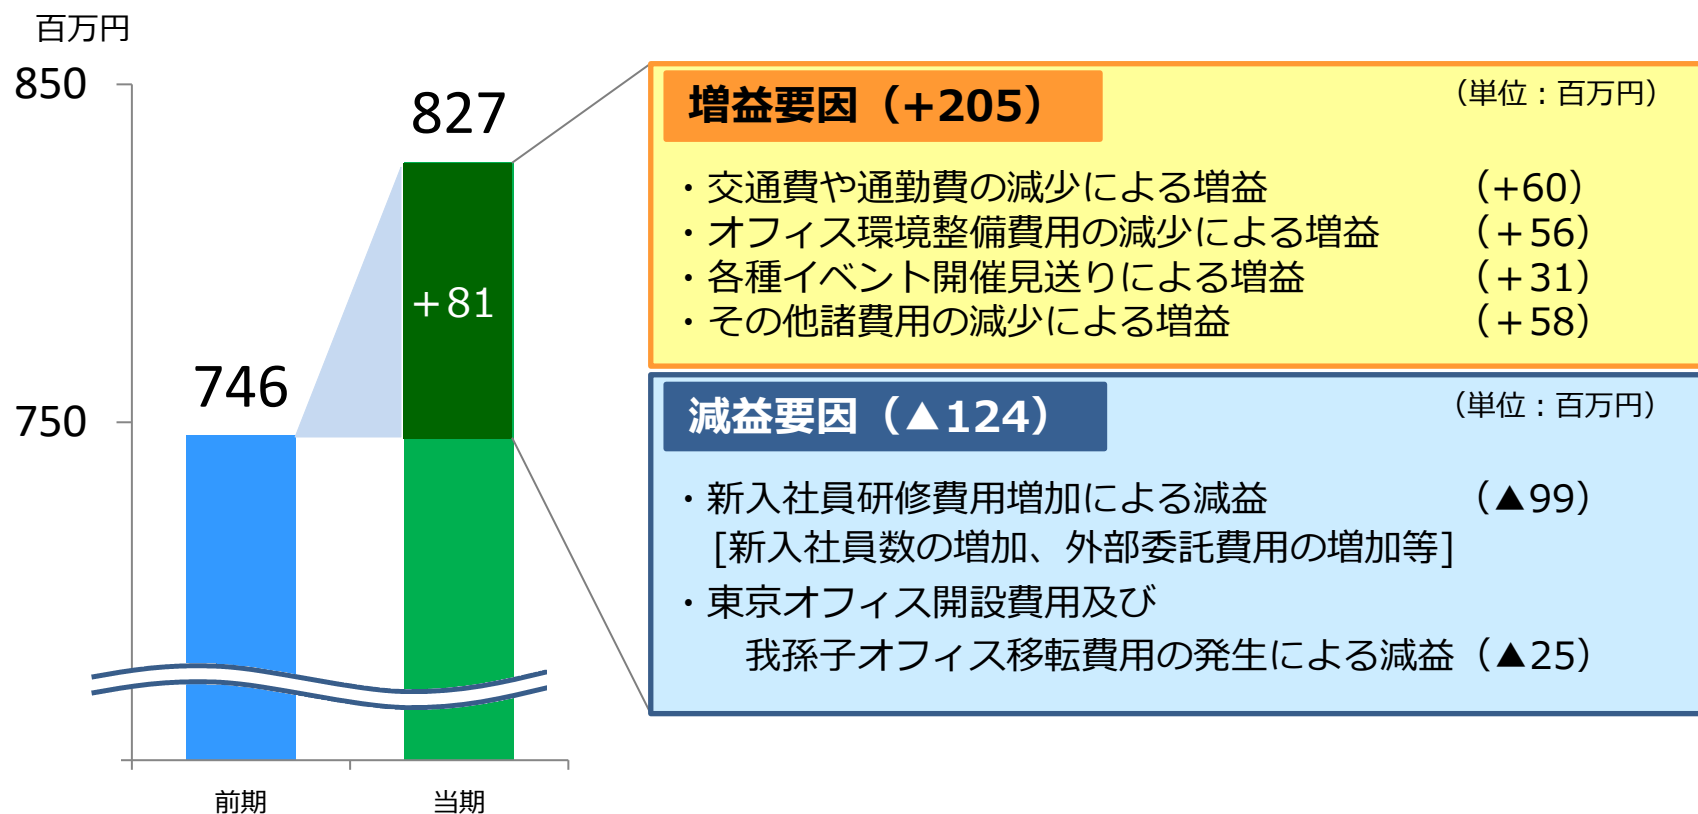 百万円
850
750
746
827
+81
前期
当期
増益要因（+205）
（単位：百万円）
・交通費や通勤費の減少による増益 （+60）
・オフィス環境整備費用の減少による増益 （+56）
・各種イベント開催見送りによる増益 （+31）
・その他諸費用の減少による増益 （+58）
減益要因（▲124）
（単位：百万円）
・新入社員研修費用増加による減益 （▲99）
[新入社員数の増加、外部委託費用の増加等]
・東京オフィス開設費用及び
我孫子オフィス移転費用の発生による減益（▲25）